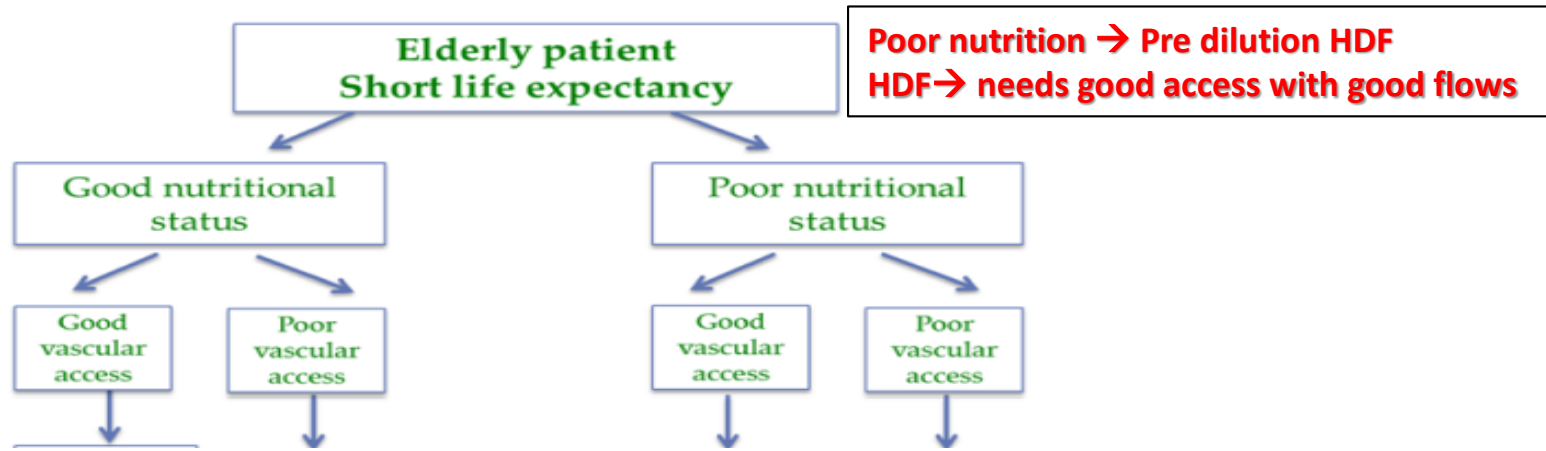 Elderly patient
Short life expectancy
Poor nutrition → Pre dilution HDF
HDF→ needs good access with good flows
Good nutritional
status
Poor nutritional
status
Good
vascular
access
Poor
vascular
access
Good
vascular
access
Poor
vascular
access